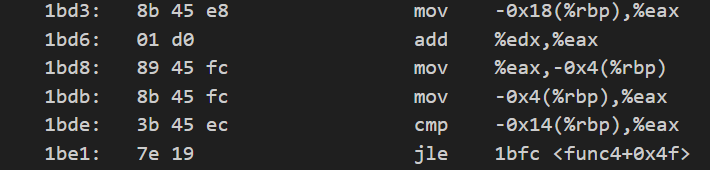 1bd3: 8b 45 e8 mov -0x18(%rbp),%eax
1bd6: 01 d0 add %edx,%eax
1bd8: 89 45 fc mov %eax,-0x4(%rbp)
1bdb: 8b 45 fc mov -0x4(%rbp),%eax
1bde: 3b 45 ec cmp -0x14(%rbp),%eax
1be1: 7e 19 jle 1bfc <func4+0x4f>